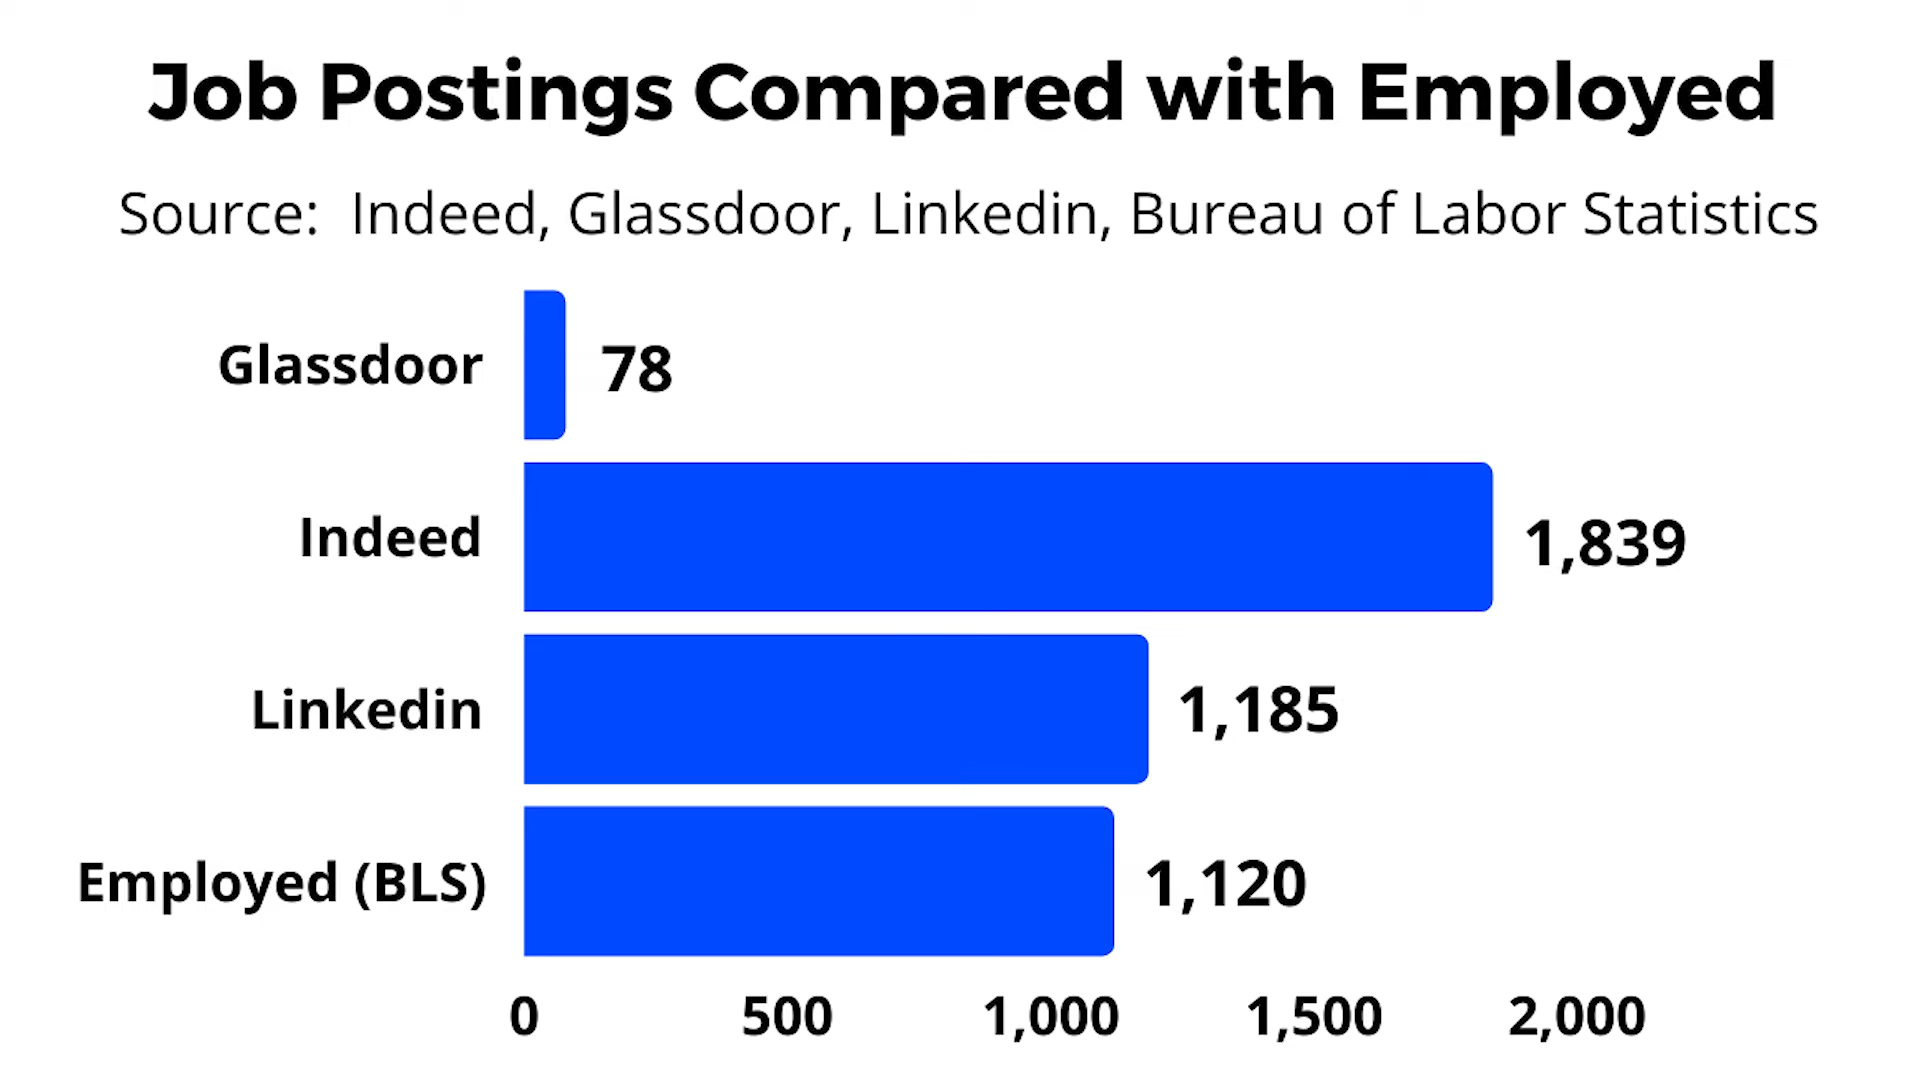 Job Postings Compared with Employed
Source: Indeed, Glassdoor, Linkedin, Bureau of Labor Statistics
Glassdoor 78
Indeed 1,839
Linkedin 1,185
Employed (BLS) 1,120
0 500 1,000 1,500 2,000